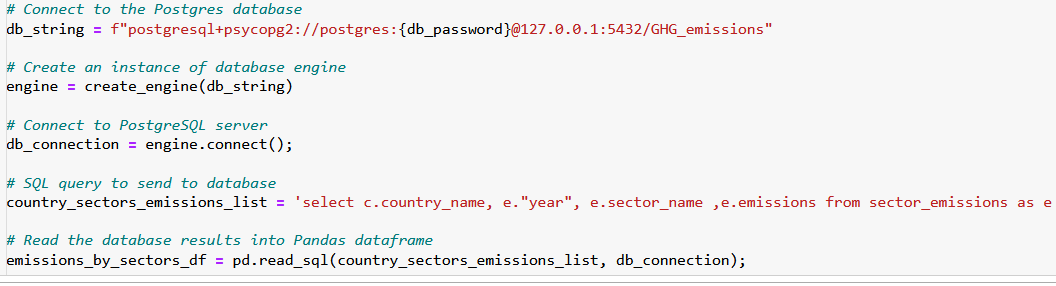 # Connect to the Postgres database
db_string = f"postgresql+psycopg2://postgres:{db_password}@127.0.0.1:5432/GHG_emissions"
# Create an instance of database engine
engine = create_engine(db_string)
# Connect to PostgreSQL server
db_connection = engine.connect();
# SQL query to send to database
country_sectors_emissions_list = 'select c.country_name, e."year", e.sector_name ,e.emissions from sector_emissions as e
# Read the database results into Pandas dataframe
emissions_by_sectors_df = pd.read_sql(country_sectors_emissions_list, db_connection);